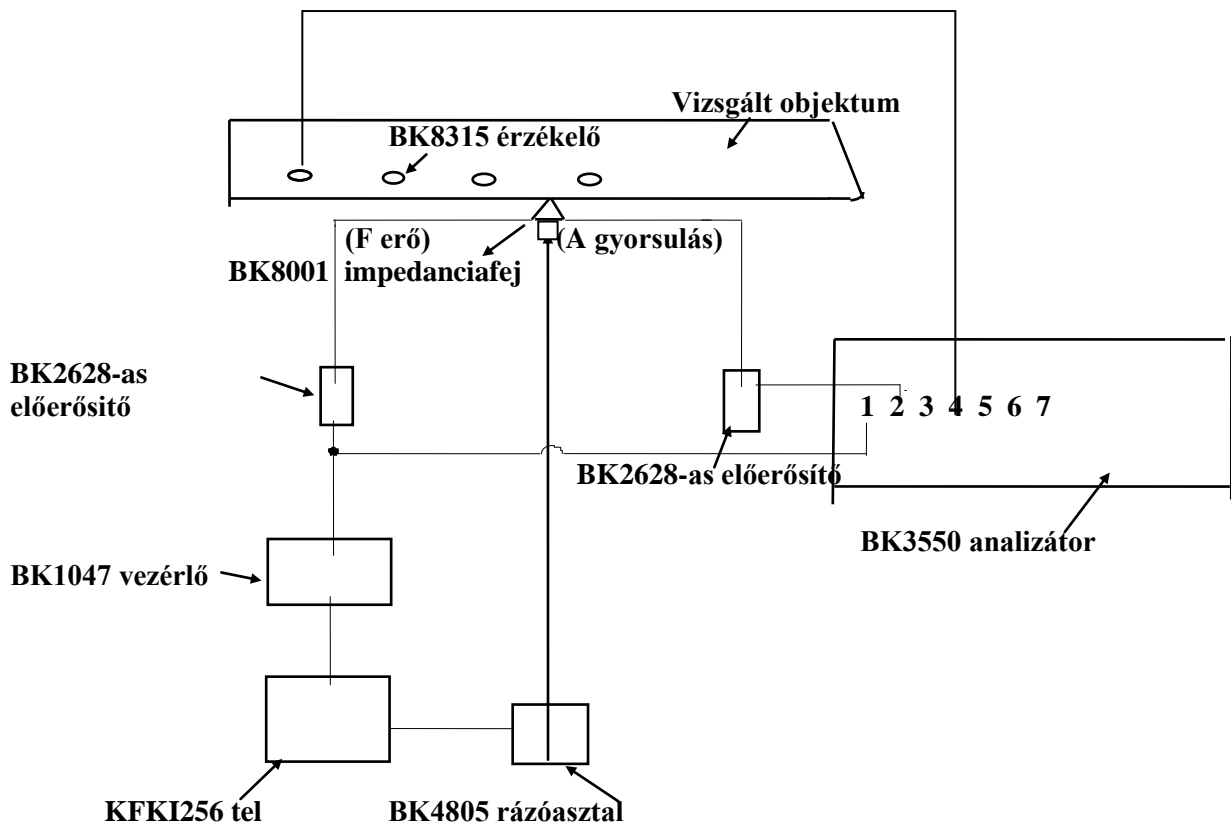 Vizsgált objektum
BK8315 érzékelő
(F erő)
(A gyorsulás)
BK8001 impedanciafej
BK2628-as
előerősitő
1 2 3 4 5 6 7
BK2628-as előerősítő
BK3550 analizátor
BK1047 vezérlő
KFKI256 tel
BK4805 rázóasztal